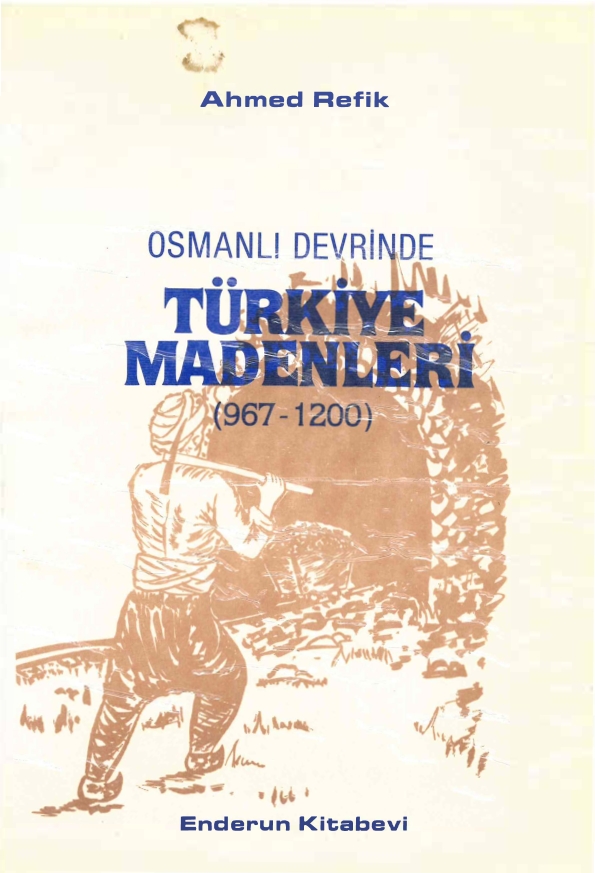 Ahmed Refik
OSMANLI DEVRİNDE
TÜRKİYE
MADENLERİ
(967-1200)
Enderun Kitabevi